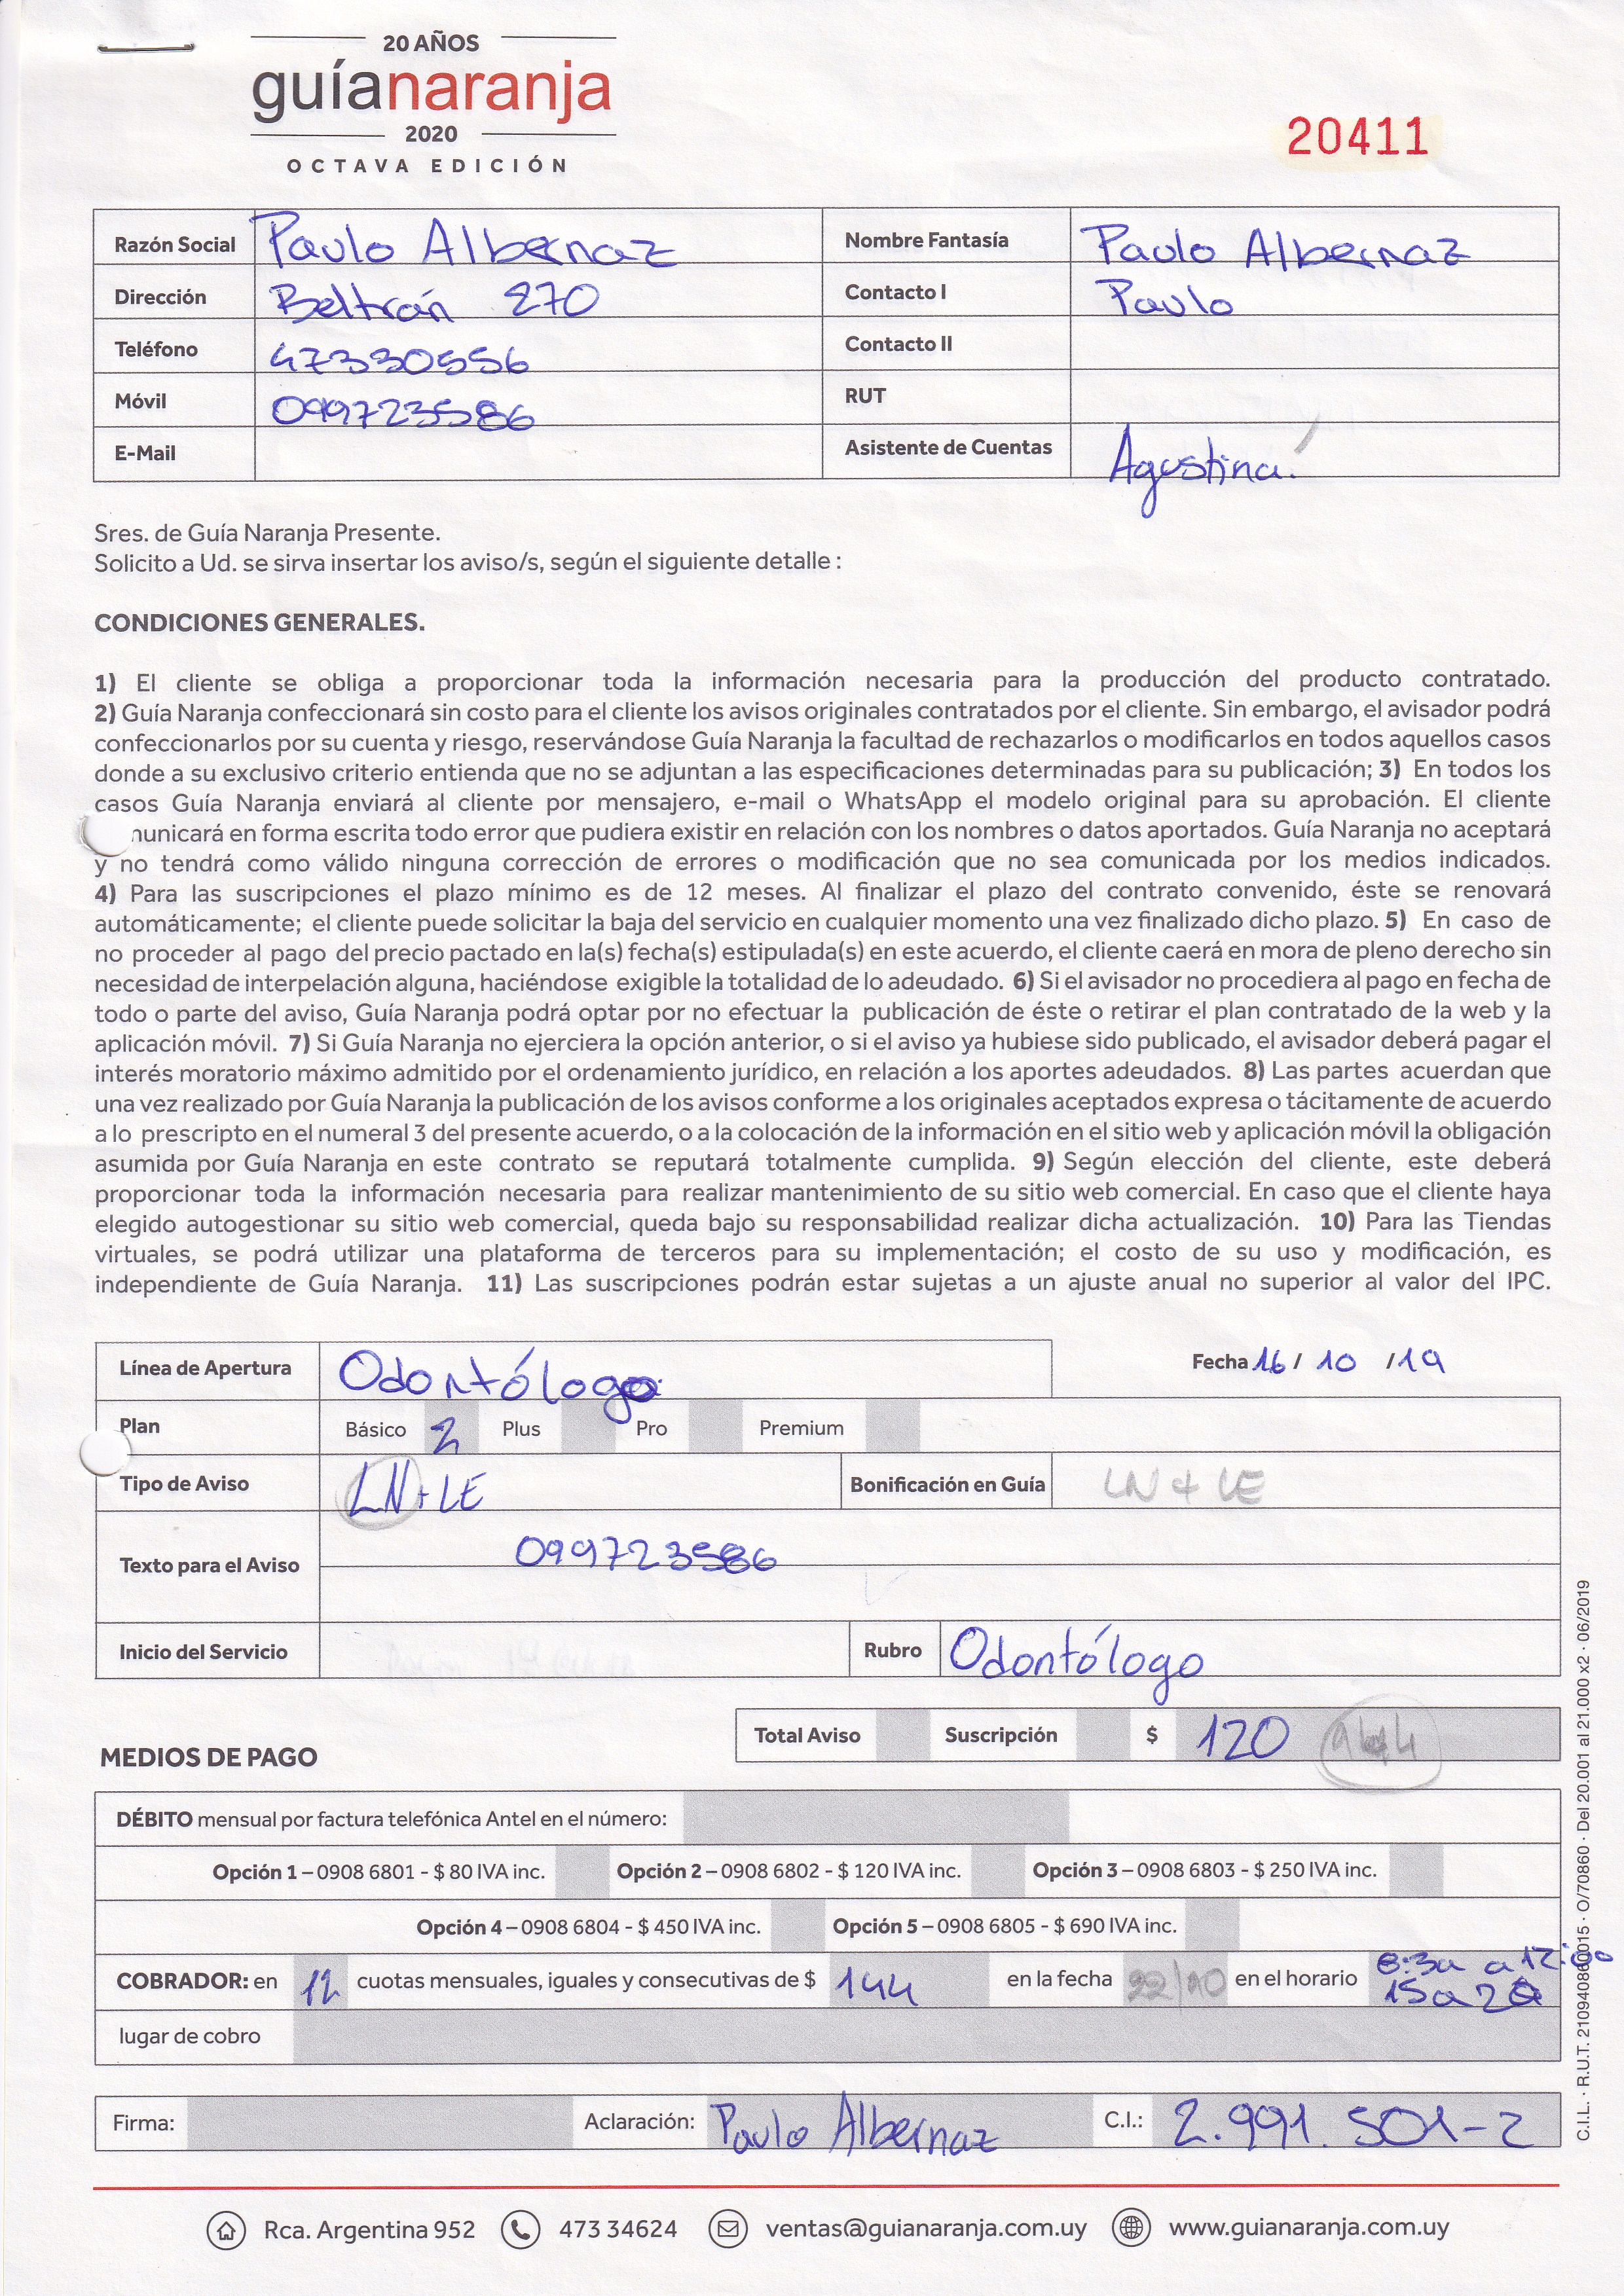 20 AÑOS
guíanaranja
2020
OCTAVA EDICIÓN
20411
Razón Social Paulo Albernaz Nombre Fantasía Paulo Albernaz
Dirección Beltrán 270 Contacto I Paulo
Teléfono 47330556 Contacto II
Móvil 099723586 RUT
E-Mail Asistente de Cuentas Agostina
Sres. de Guía Naranja Presente.
Solicito a Ud. se sirva insertar los aviso/s, según el siguiente detalle :
CONDICIONES GENERALES.
1) El cliente se obliga a proporcionar toda la información necesaria para la producción del producto contratado.
2) Guía Naranja confeccionará sin costo para el cliente los avisos originales contratados por el cliente. Sin embargo, el avisador podrá
confeccionarlos por su cuenta y riesgo, reservándose Guía Naranja la facultad de rechazarlos o modificarlos en todos aquellos casos
donde a su exclusivo criterio entienda que no se adjuntan a las especificaciones determinadas para su publicación; 3) En todos los
casos Guía Naranja enviará al cliente por mensajero, e-mail o WhatsApp el modelo original para su aprobación. El cliente
municará en forma escrita todo error que pudiera existir en relación con los nombres o datos aportados. Guía Naranja no aceptará
y no tendrá como válido ninguna corrección de errores o modificación que no sea comunicada por los medios indicados.
4) Para las suscripciones el plazo mínimo es de 12 meses. Al finalizar el plazo del contrato convenido, éste se renovará
automáticamente; el cliente puede solicitar la baja del servicio en cualquier momento una vez finalizado dicho plazo. 5) En caso de
no proceder al pago del precio pactado en la(s) fecha(s) estipulada(s) en este acuerdo, el cliente caerá en mora de pleno derecho sin
necesidad de interpelación alguna, haciéndose exigible la totalidad de lo adeudado. 6) Si el avisador no procediera al pago en fecha de
todo o parte del aviso, Guía Naranja podrá optar por no efectuar la publicación de éste o retirar el plan contratado de la web y la
aplicación móvil. 7) Si Guía Naranja no ejerciera la opción anterior, o si el aviso ya hubiese sido publicado, el avisador deberá pagar el
interés moratorio máximo admitido por el ordenamiento jurídico, en relación a los aportes adeudados. 8) Las partes acuerdan que
una vez realizado por Guía Naranja la publicación de los avisos conforme a los originales aceptados expresa o tácitamente de acuerdo
a lo prescripto en el numeral 3 del presente acuerdo, o a la colocación de la información en el sitio web y aplicación móvil la obligación
asumida por Guía Naranja en este contrato se reputará totalmente cumplida. 9) Según elección del cliente, este deberá
proporcionar toda la información necesaria para realizar mantenimiento de su sitio web comercial. En caso que el cliente haya
elegido autogestionar su sitio web comercial, queda bajo su responsabilidad realizar dicha actualización. 10) Para las Tiendas
virtuales, se podrá utilizar una plataforma de terceros para su implementación; el costo de su uso y modificación, es
independiente de Guía Naranja. 11) Las suscripciones podrán estar sujetas a un ajuste anual no superior al valor del IPC.
Línea de Apertura Odontólogo Fecha 16 / 10 / 19
Plan Básico 2 Plus Pro Premium
Tipo de Aviso LN + LE Bonificación en Guía LN + LE
Texto para el Aviso 099723586
Inicio del Servicio Rubro Odontólogo
Total Aviso Suscripción $ 120
MEDIOS DE PAGO
DÉBITO mensual por factura telefónica Antel en el número:
Opción 1 – 0908 6801 - $ 80 IVA inc. Opción 2 – 0908 6802 - $ 120 IVA inc. Opción 3 – 0908 6803 - $ 250 IVA inc.
Opción 4 – 0908 6804 - $ 450 IVA inc. Opción 5 – 0908 6805 - $ 690 IVA inc.
COBRADOR: en 12 cuotas mensuales, iguales y consecutivas de $ 144 en la fecha 22/10 en el horario 8:30 a 12:00
15 a 20
lugar de cobro
Firma: Aclaración: Paulo Albernaz C.I.: 2.991.501-2
Rca. Argentina 952 473 34624 ventas@guianaranja.com.uy www.guianaranja.com.uy
C.I.L. · R.U.T. 210940860015 · O/70860 · Del 20.001 al 21.000 x2 · 06/2019